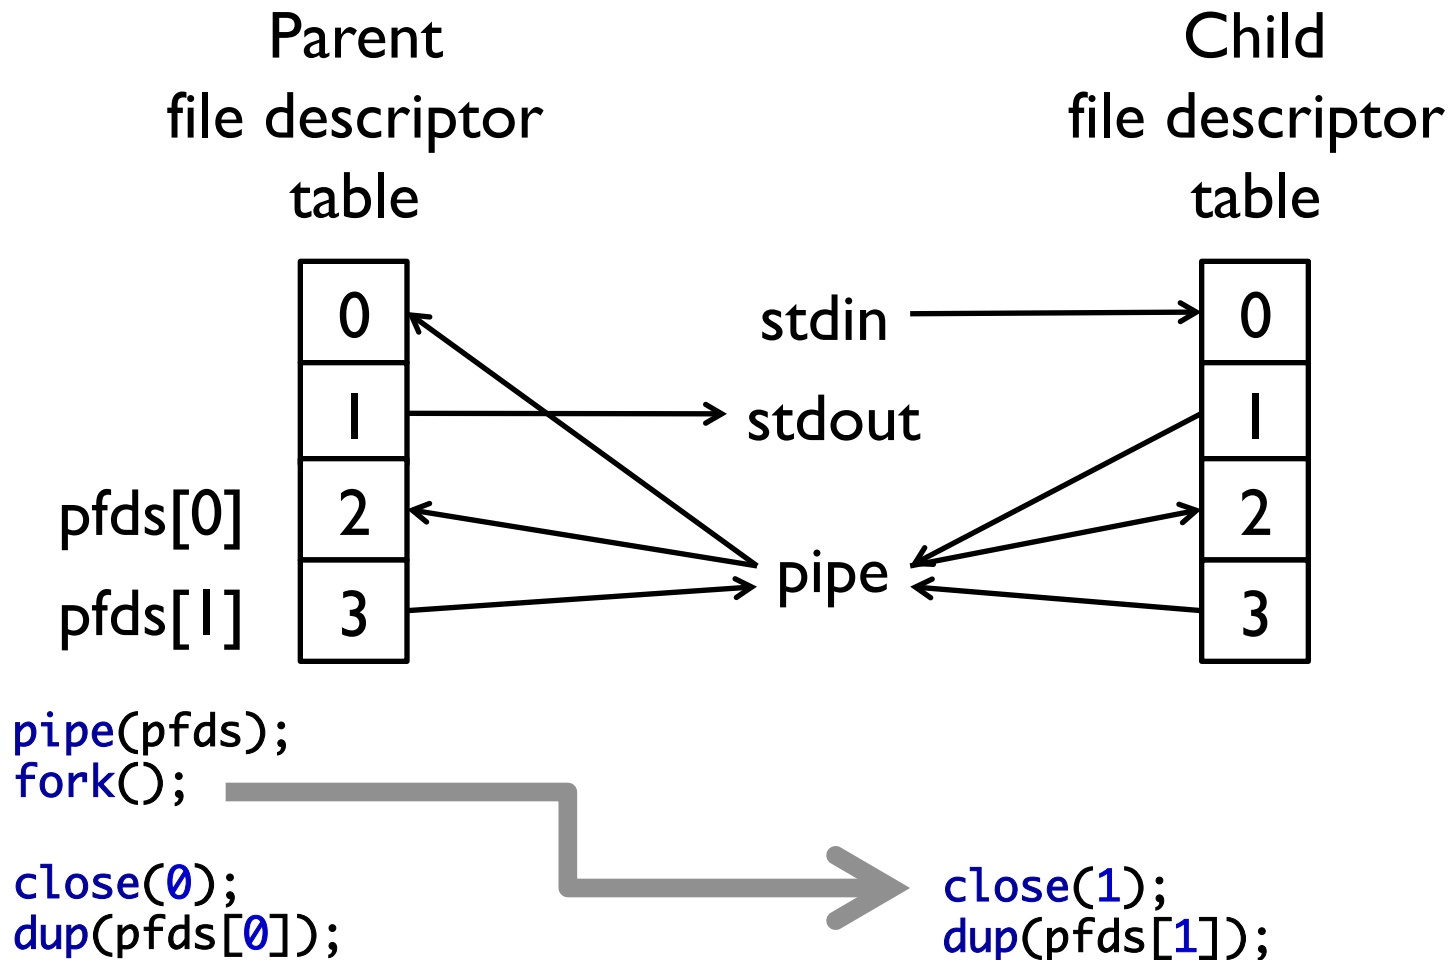 Parent
file descriptor
table
Child
file descriptor
table
0
stdin
0
1
stdout
1
pfds[0]
2
2
pipe
pfds[1]
3
3
pipe(pfds);
fork();
close(0);
dup(pfds[0]);
close(1);
dup(pfds[1]);